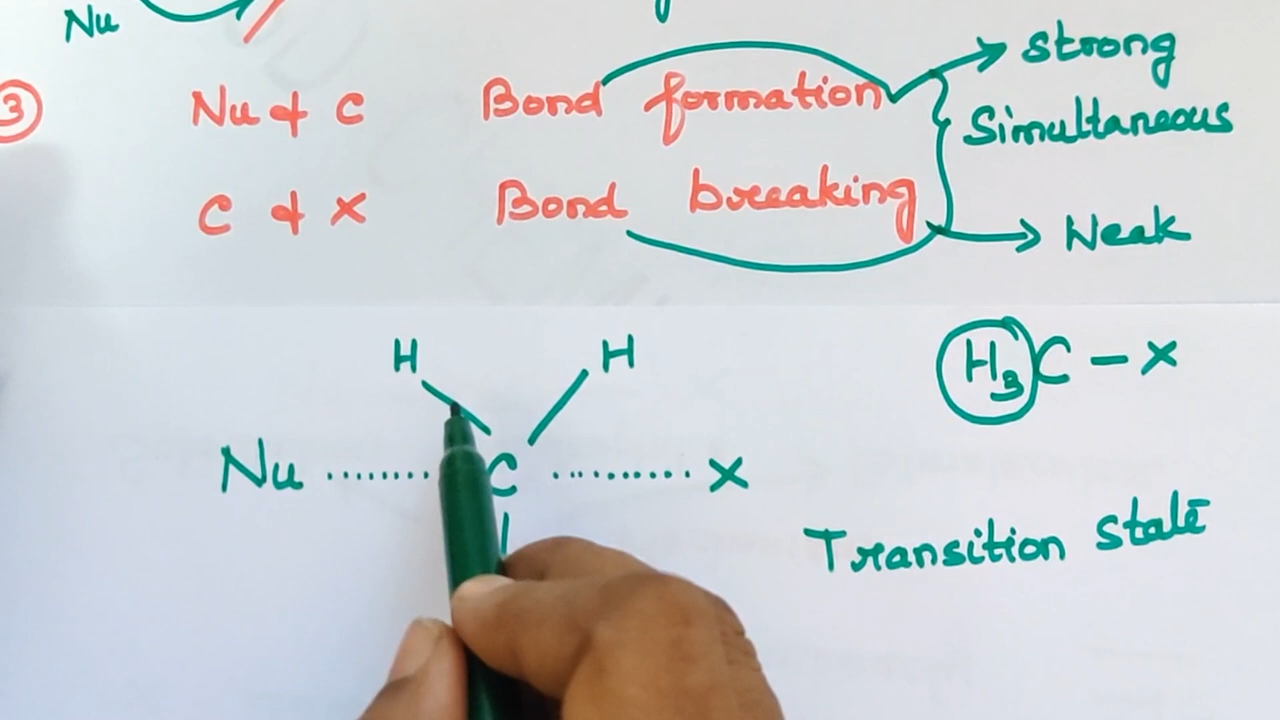 Nu
strong
3 Nu & C Bond formation
Simultaneous
C & X Bond breaking
Weak
H H
H3C - X
Nu ........ C .......... X
Transition state